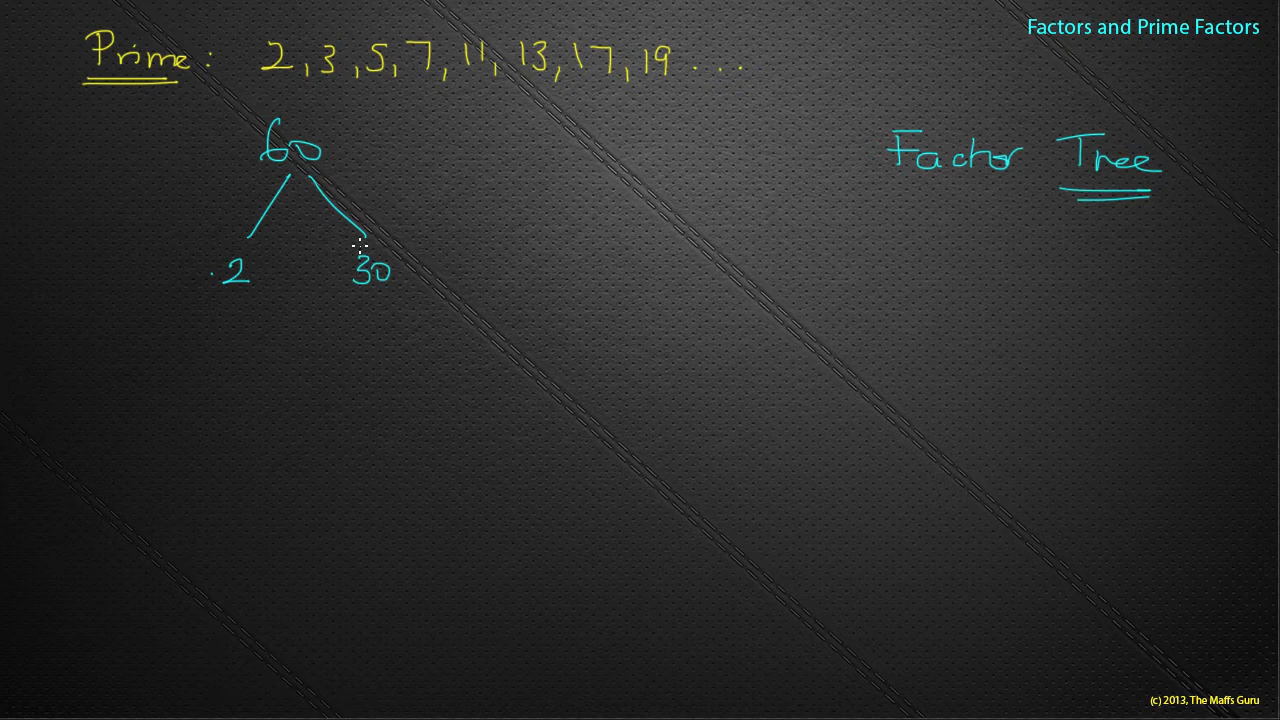 Factors and Prime Factors
Prime: 2, 3, 5, 7, 11, 13, 17, 19 ...
60
Factor Tree
2 30
(c) 2013, The Maffs Guru